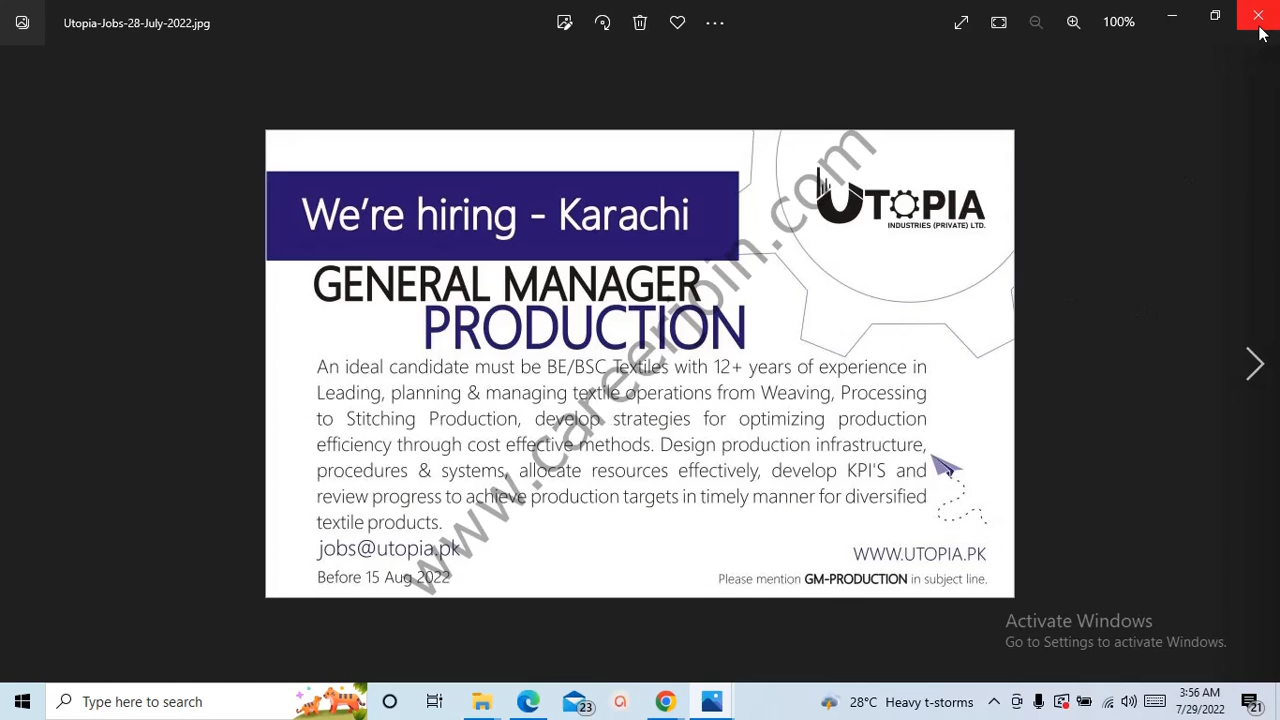 Utopia-Jobs-28-July-2022.jpg
100%
We're hiring - Karachi
UTOPIA
INDUSTRIES (PRIVATE) LTD.
GENERAL MANAGER
PRODUCTION
An ideal candidate must be BE/BSC Textiles with 12+ years of experience in
Leading, planning & managing textile operations from Weaving, Processing
to Stitching Production, develop strategies for optimizing production
efficiency through cost effective methods. Design production infrastructure,
procedures & systems, allocate resources effectively, develop KPI'S and
review progress to achieve production targets in timely manner for diversified
textile products.
jobs@utopia.pk
WWW.UTOPIA.PK
Before 15 Aug 2022
Please mention GM-PRODUCTION in subject line.
www.careerjoin.com
Activate Windows
Go to Settings to activate Windows.
Type here to search
23
28°C Heavy t-storms
3:56 AM
7/29/2022
21